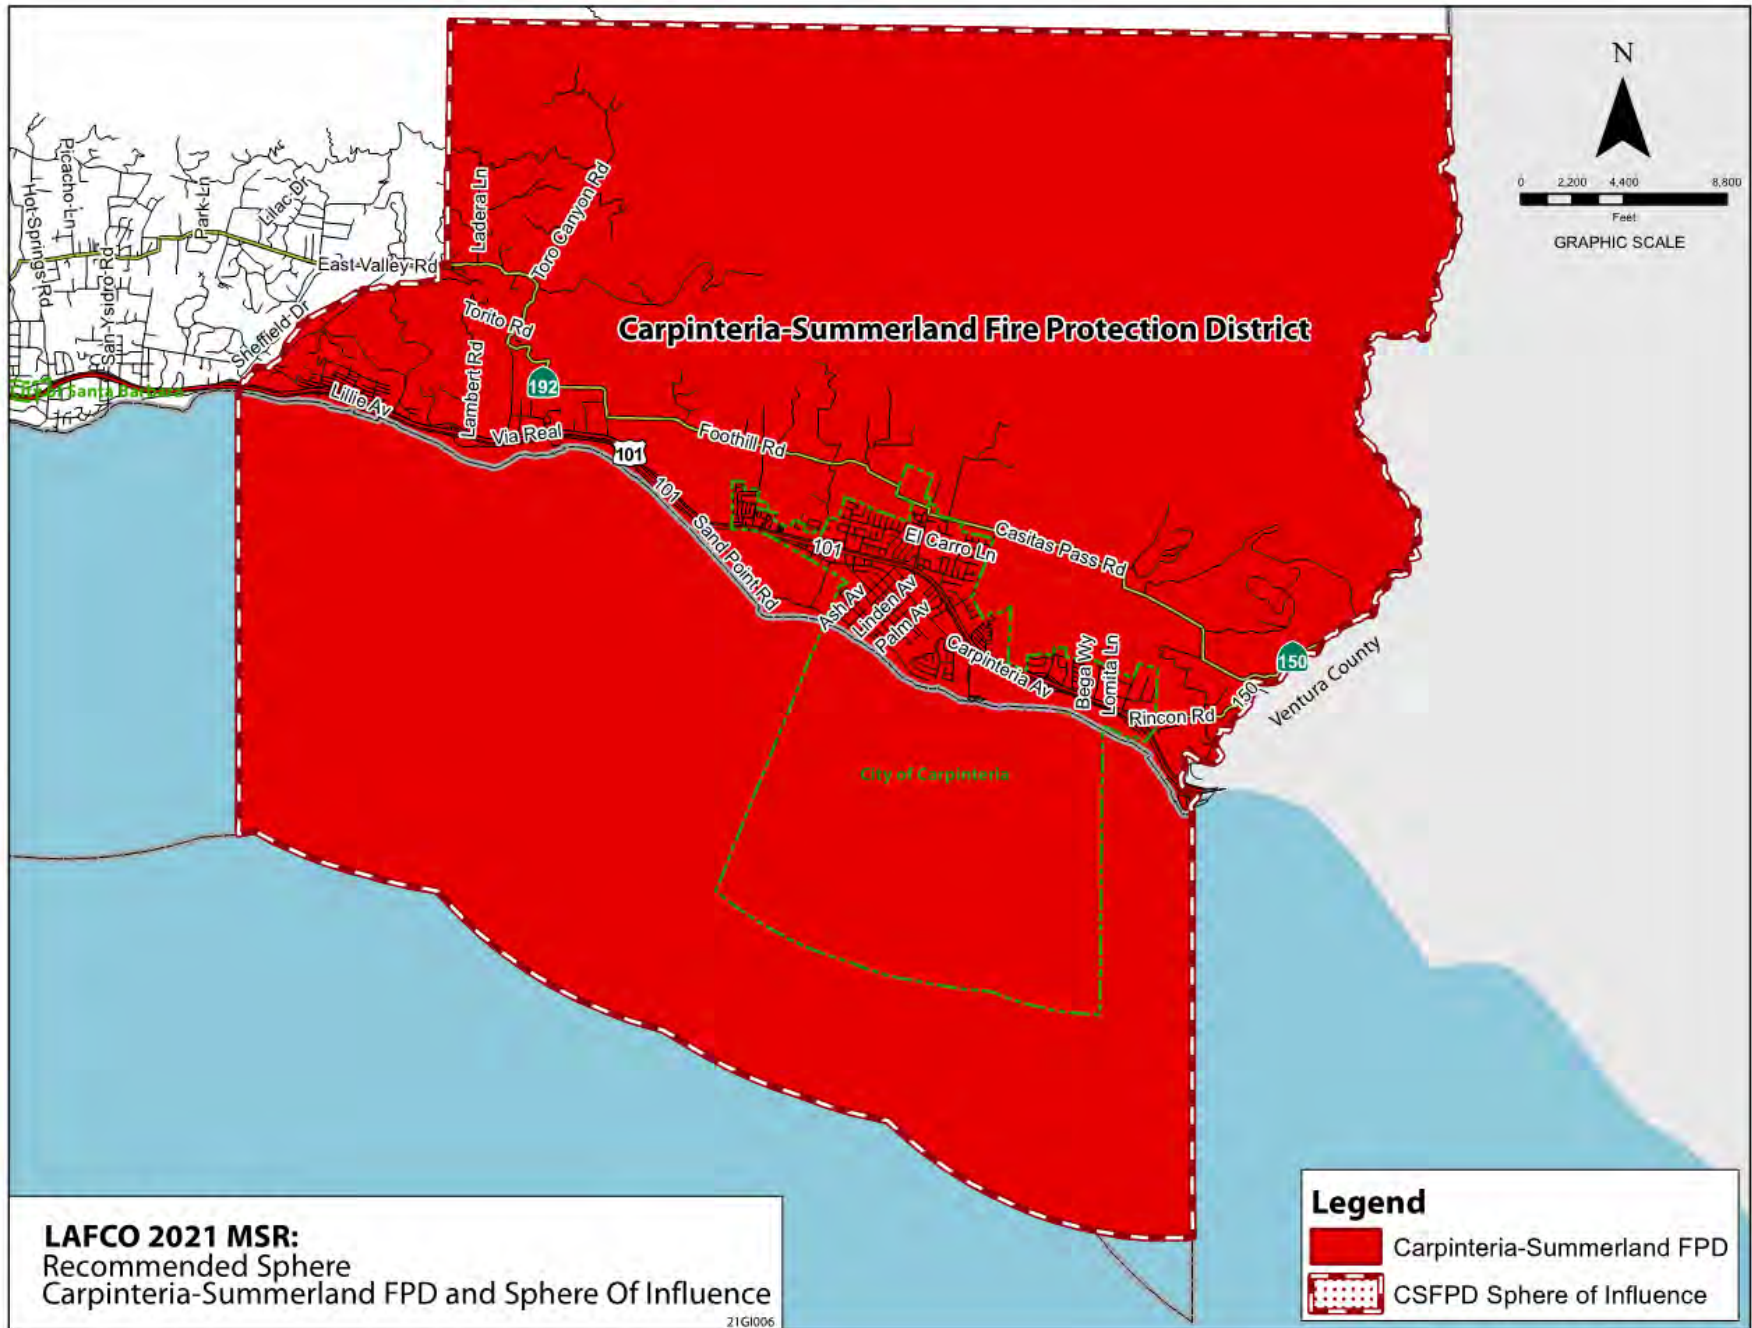 N
0 2,200 4,400 8,800
Feet
GRAPHIC SCALE
Picacho-Ln
Hot-Springs-Rd
San-Ysidro-Rd
Park-Ln
Lilac-Dr
East-Valley-Rd
Sheffield-Dr
Ladera Ln
Toro Canyon Rd
Torito Rd
Lambert Rd
Carpinteria-Summerland Fire Protection District
192
Lillie Av
Via Real
101
Foothill Rd
101
Sand Point Rd
101
El Carro Ln
Casitas Pass Rd
Ash Av
Linden Av
Palm Av
Carpinteria Av
Bega Wy
Lomita Ln
Rincon Rd
150
150
Ventura County
City of Carpinteria
LAFCO 2021 MSR:
Recommended Sphere
Carpinteria-Summerland FPD and Sphere Of Influence
21GI006
Legend
Carpinteria-Summerland FPD
CSFPD Sphere of Influence